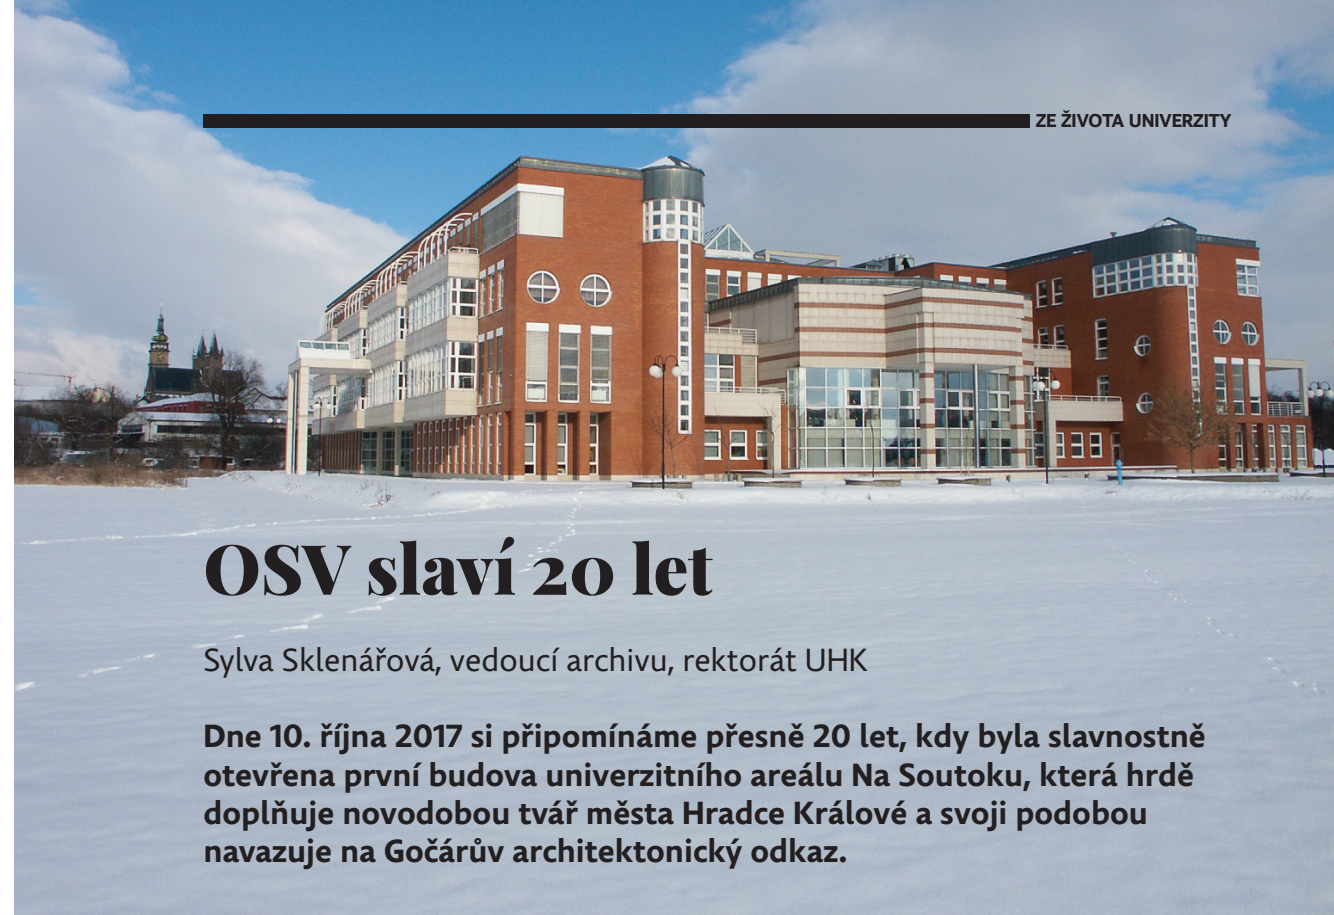 ZE ŽIVOTA UNIVERZITY
OSV slaví 20 let
Sylva Sklenářová, vedoucí archivu, rektorát UHK
Dne 10. října 2017 si připomínáme přesně 20 let, kdy byla slavnostně
otevřena první budova univerzitního areálu Na Soutoku, která hrdě
doplňuje novodobou tvář města Hradce Králové a svoji podobou
navazuje na Gočárův architektonický odkaz.